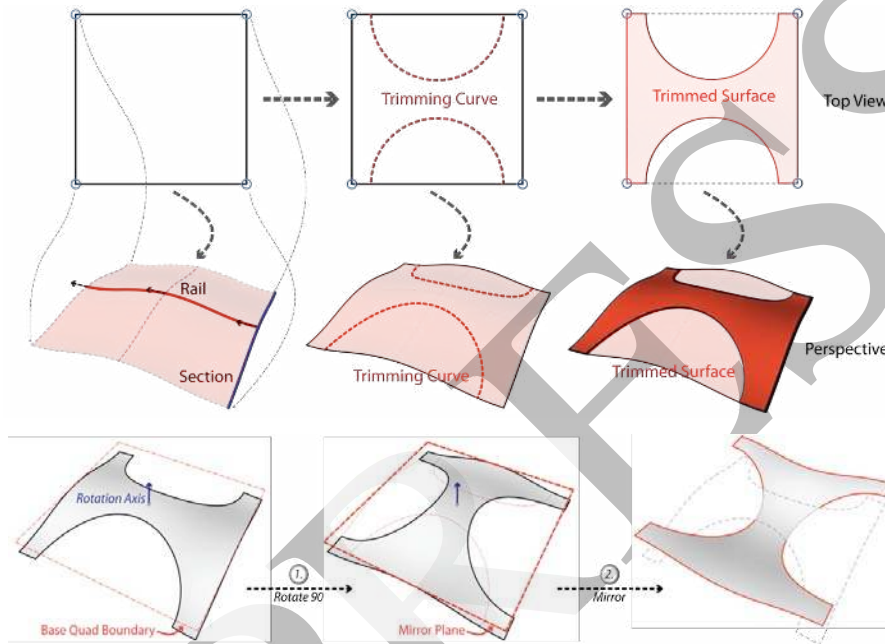 Trimming Curve
Trimmed Surface
Top View
Rail
Section
Trimming Curve
Trimmed Surface
Perspective
Rotation Axis
Base Quad Boundary
1.
Rotate 90
Mirror Plane
2.
Mirror